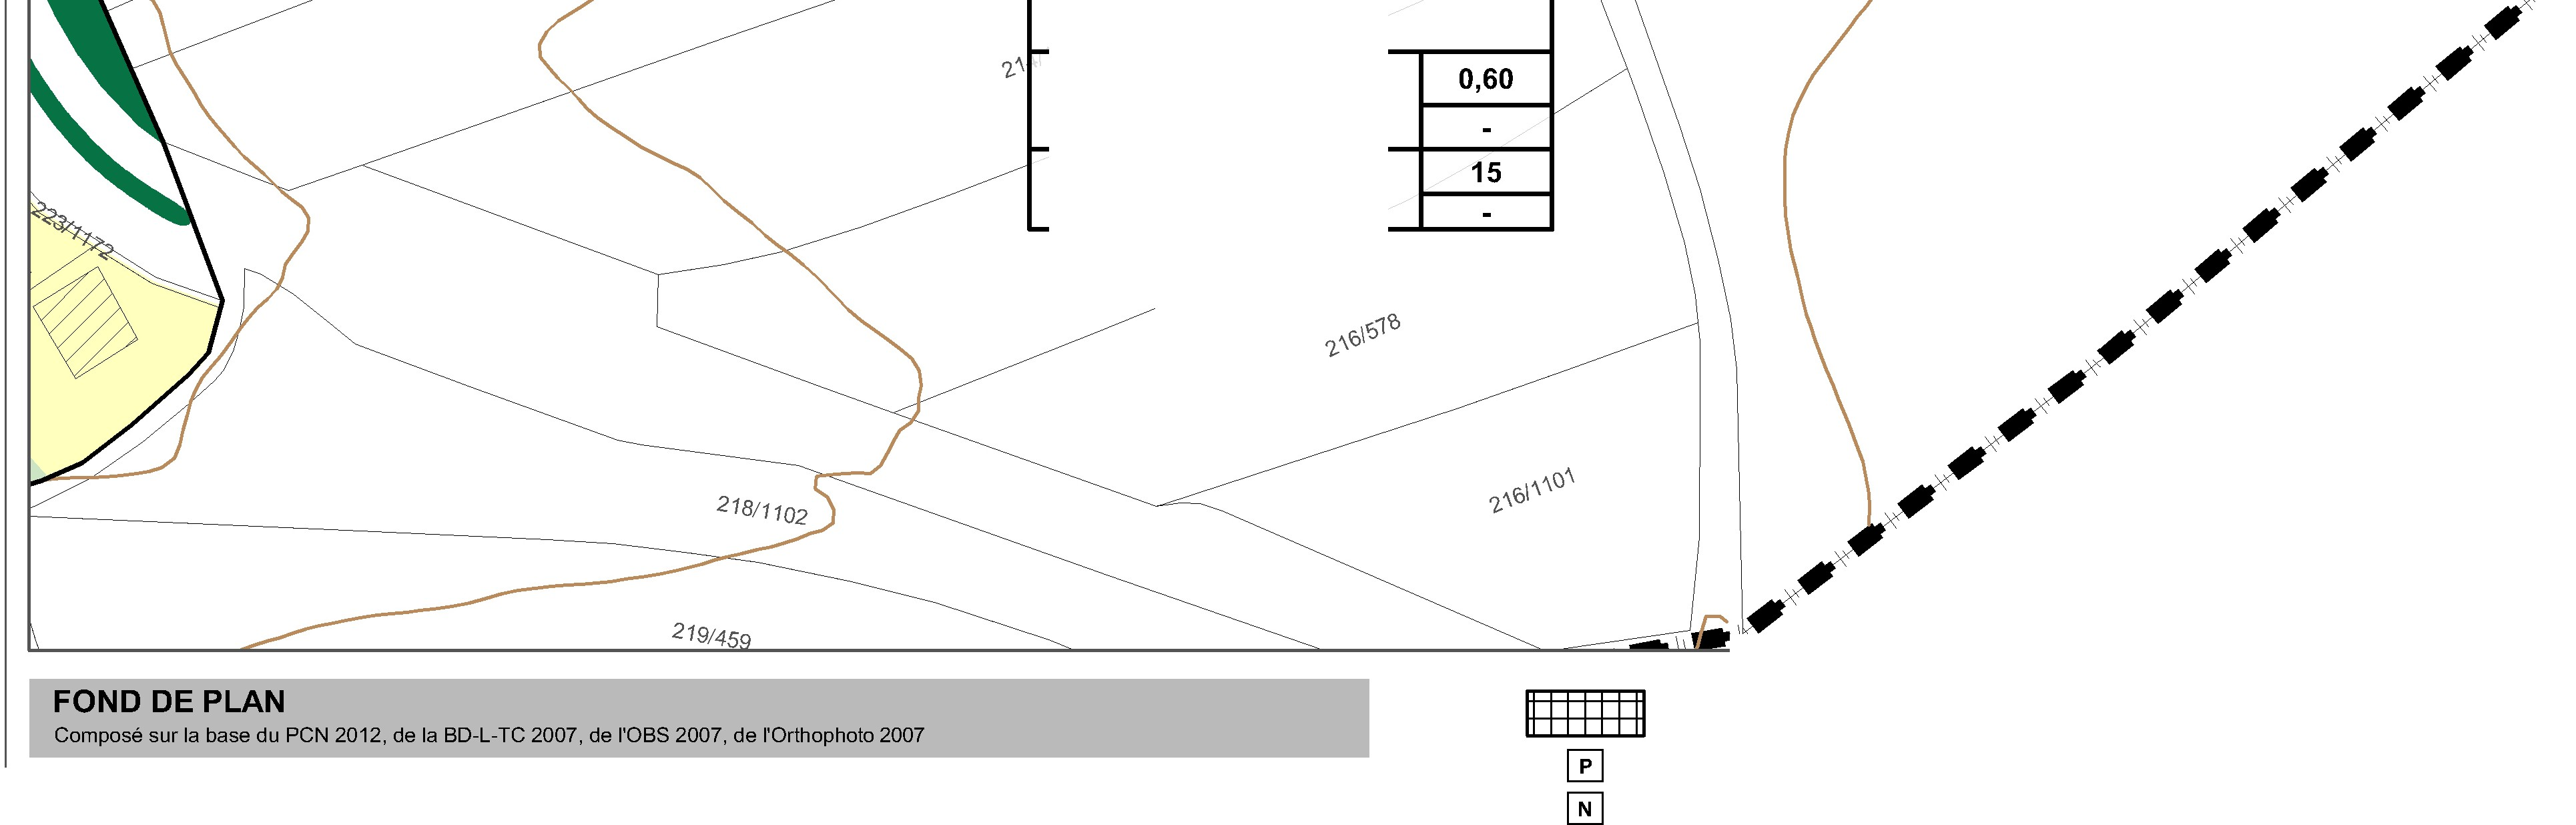 0,60
-
15
-
223/1172
216/578
216/1101
218/1102
219/459
FOND DE PLAN
Composé sur la base du PCN 2012, de la BD-L-TC 2007, de l'OBS 2007, de l'Orthophoto 2007
P
N